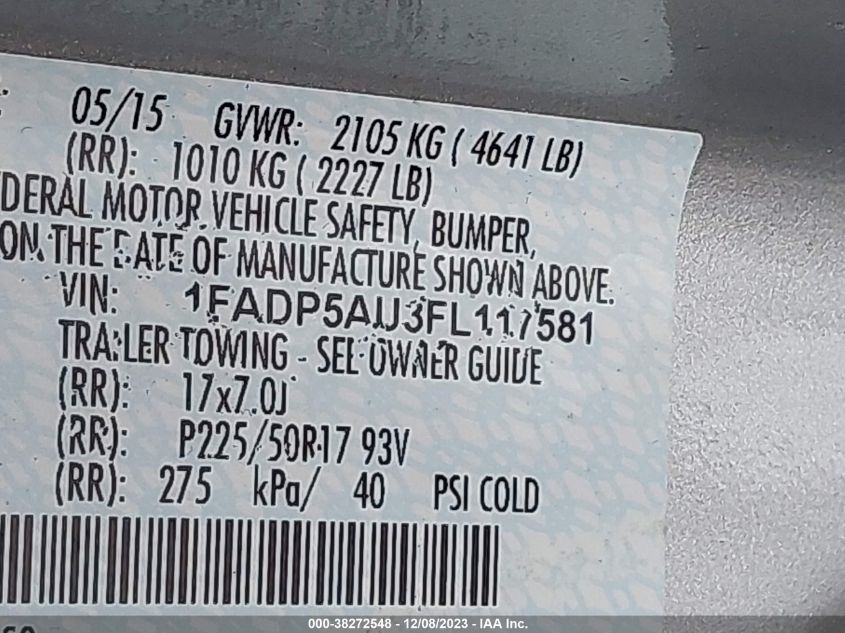 05/15 GVWR: 2105 KG ( 4641 LB)
(RR): 1010 KG ( 2227 LB)
DERAL MOTOR VEHICLE SAFETY, BUMPER,
ON THE DATE OF MANUFACTURE SHOWN ABOVE.
VIN: 1FADP5AU3FL117581
TRAILER TOWING - SEE OWNER GUIDE
(RR): 17x7.0J
(RR): P225/50R17 93V
(RR): 275 kPa/ 40 PSI COLD
000-38272548 - 12/08/2023 - IAA Inc.